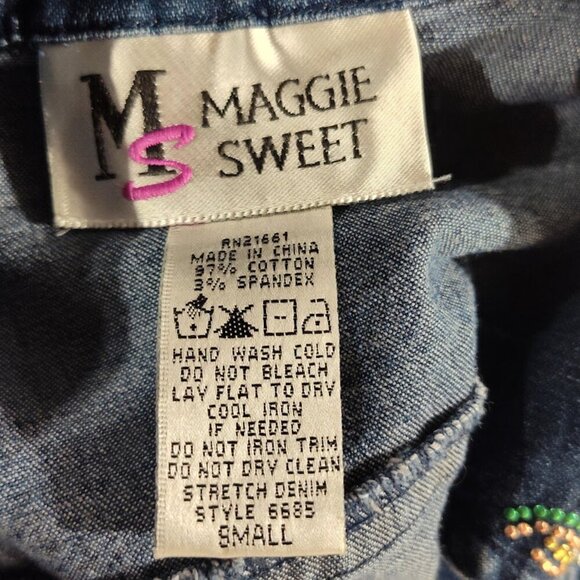 MS MAGGIE
SWEET
RN21661
MADE IN CHINA
97% COTTON
3% SPANDEX
HAND WASH COLD
DO NOT BLEACH
LAY FLAT TO DRY
COOL IRON
IF NEEDED
DO NOT IRON TRIM
DO NOT DRY CLEAN
STRETCH DENIM
STYLE 6685
SMALL